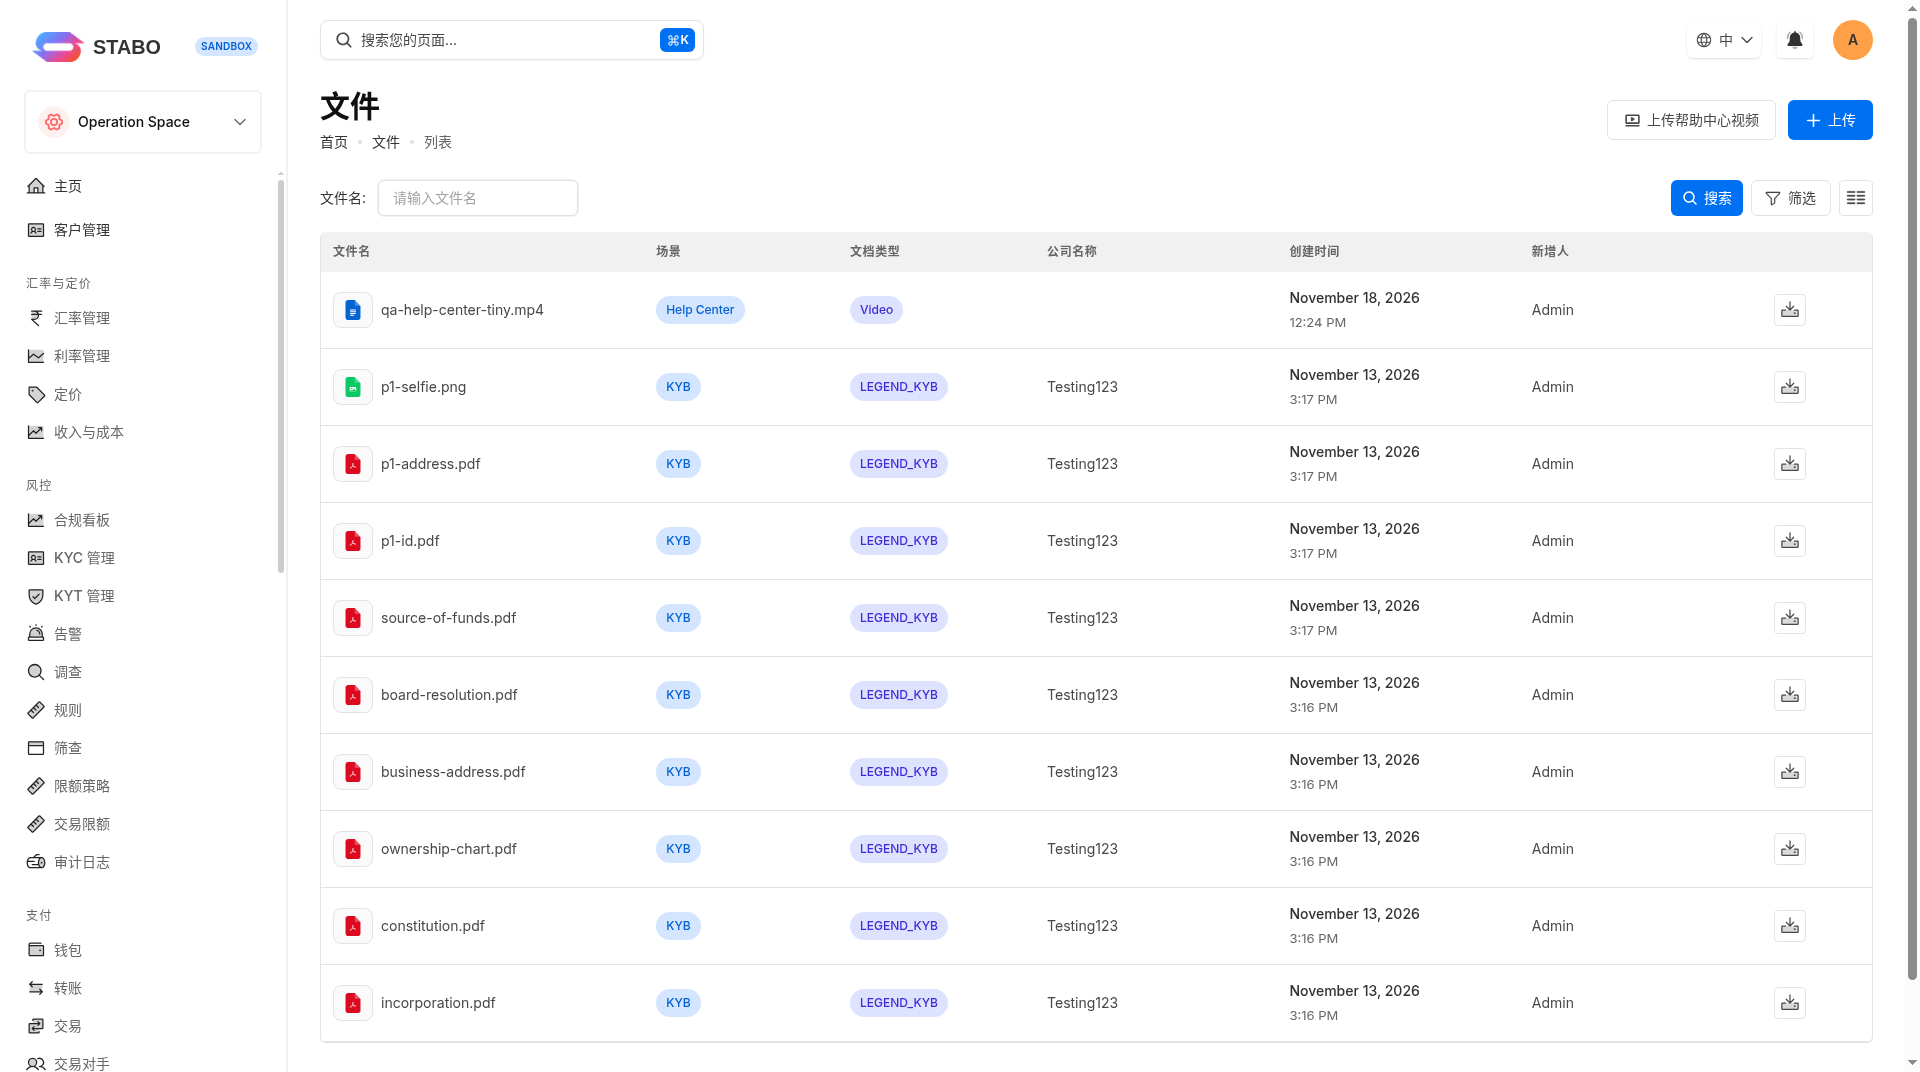 STABO
SANDBOX
Operation Space
主页
客户管理
汇率与定价
汇率管理
利率管理
定价
收入与成本
风控
合规看板
KYC 管理
KYT 管理
告警
调查
规则
筛查
限额策略
交易限额
审计日志
支付
钱包
转账
交易
交易对手
搜索您的页面...
⌘K
中
A
文件
首页 • 文件 • 列表
上传帮助中心视频
上传
文件名: 请输入文件名
搜索
筛选
文件名 场景 文档类型 公司名称 创建时间 新增人
qa-help-center-tiny.mp4 Help Center Video November 18, 2026 Admin
12:24 PM
p1-selfie.png KYB LEGEND_KYB Testing123 November 13, 2026 Admin
3:17 PM
p1-address.pdf KYB LEGEND_KYB Testing123 November 13, 2026 Admin
3:17 PM
p1-id.pdf KYB LEGEND_KYB Testing123 November 13, 2026 Admin
3:17 PM
source-of-funds.pdf KYB LEGEND_KYB Testing123 November 13, 2026 Admin
3:17 PM
board-resolution.pdf KYB LEGEND_KYB Testing123 November 13, 2026 Admin
3:16 PM
business-address.pdf KYB LEGEND_KYB Testing123 November 13, 2026 Admin
3:16 PM
ownership-chart.pdf KYB LEGEND_KYB Testing123 November 13, 2026 Admin
3:16 PM
constitution.pdf KYB LEGEND_KYB Testing123 November 13, 2026 Admin
3:16 PM
incorporation.pdf KYB LEGEND_KYB Testing123 November 13, 2026 Admin
3:16 PM